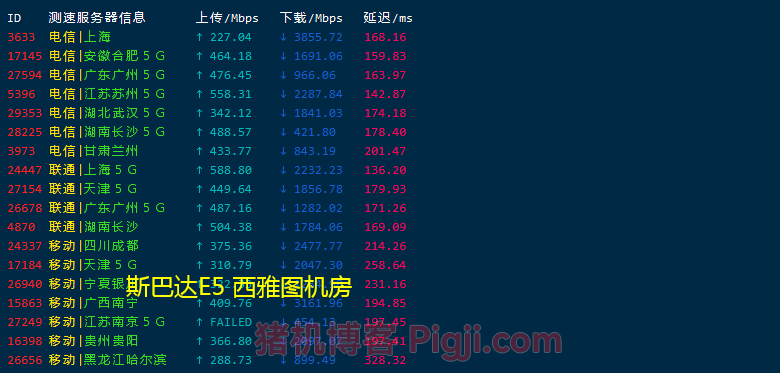 ID 测速服务器信息 上传/Mbps 下载/Mbps 延迟/ms
3633 电信|上海 ↑ 227.04 ↓ 3855.72 168.16
17145 电信|安徽合肥５Ｇ ↑ 464.18 ↓ 1691.06 159.83
27594 电信|广东广州５Ｇ ↑ 476.45 ↓ 966.06 163.97
5396 电信|江苏苏州５Ｇ ↑ 558.31 ↓ 2287.84 142.87
29353 电信|湖北武汉５Ｇ ↑ 342.12 ↓ 1841.03 174.18
28225 电信|湖南长沙５Ｇ ↑ 488.57 ↓ 421.80 178.40
3973 电信|甘肃兰州 ↑ 433.77 ↓ 843.19 201.47
24447 联通|上海５Ｇ ↑ 588.80 ↓ 2232.23 136.20
27154 联通|天津５Ｇ ↑ 449.64 ↓ 1856.78 179.93
26678 联通|广东广州５Ｇ ↑ 487.16 ↓ 1282.02 171.26
4870 联通|湖南长沙 ↑ 504.38 ↓ 1784.06 169.09
24337 移动|四川成都 ↑ 375.36 ↓ 2477.77 214.26
17184 移动|天津５Ｇ ↑ 310.79 ↓ 2047.30 258.64
26940 移动|宁夏银 231.16
斯巴达E5 西雅图机房
15863 移动|广西南宁 ↑ 409.76 ↓ 3161.96 194.85
27249 移动|江苏南京５Ｇ ↑ FAILED ↓ 454.13 197.45
16398 移动|贵州贵阳 ↑ 366.80 ↓ 2097.02 197.41
猪机博客 Pigji.com
26656 移动|黑龙江哈尔滨 ↑ 288.73 ↓ 899.49 328.32